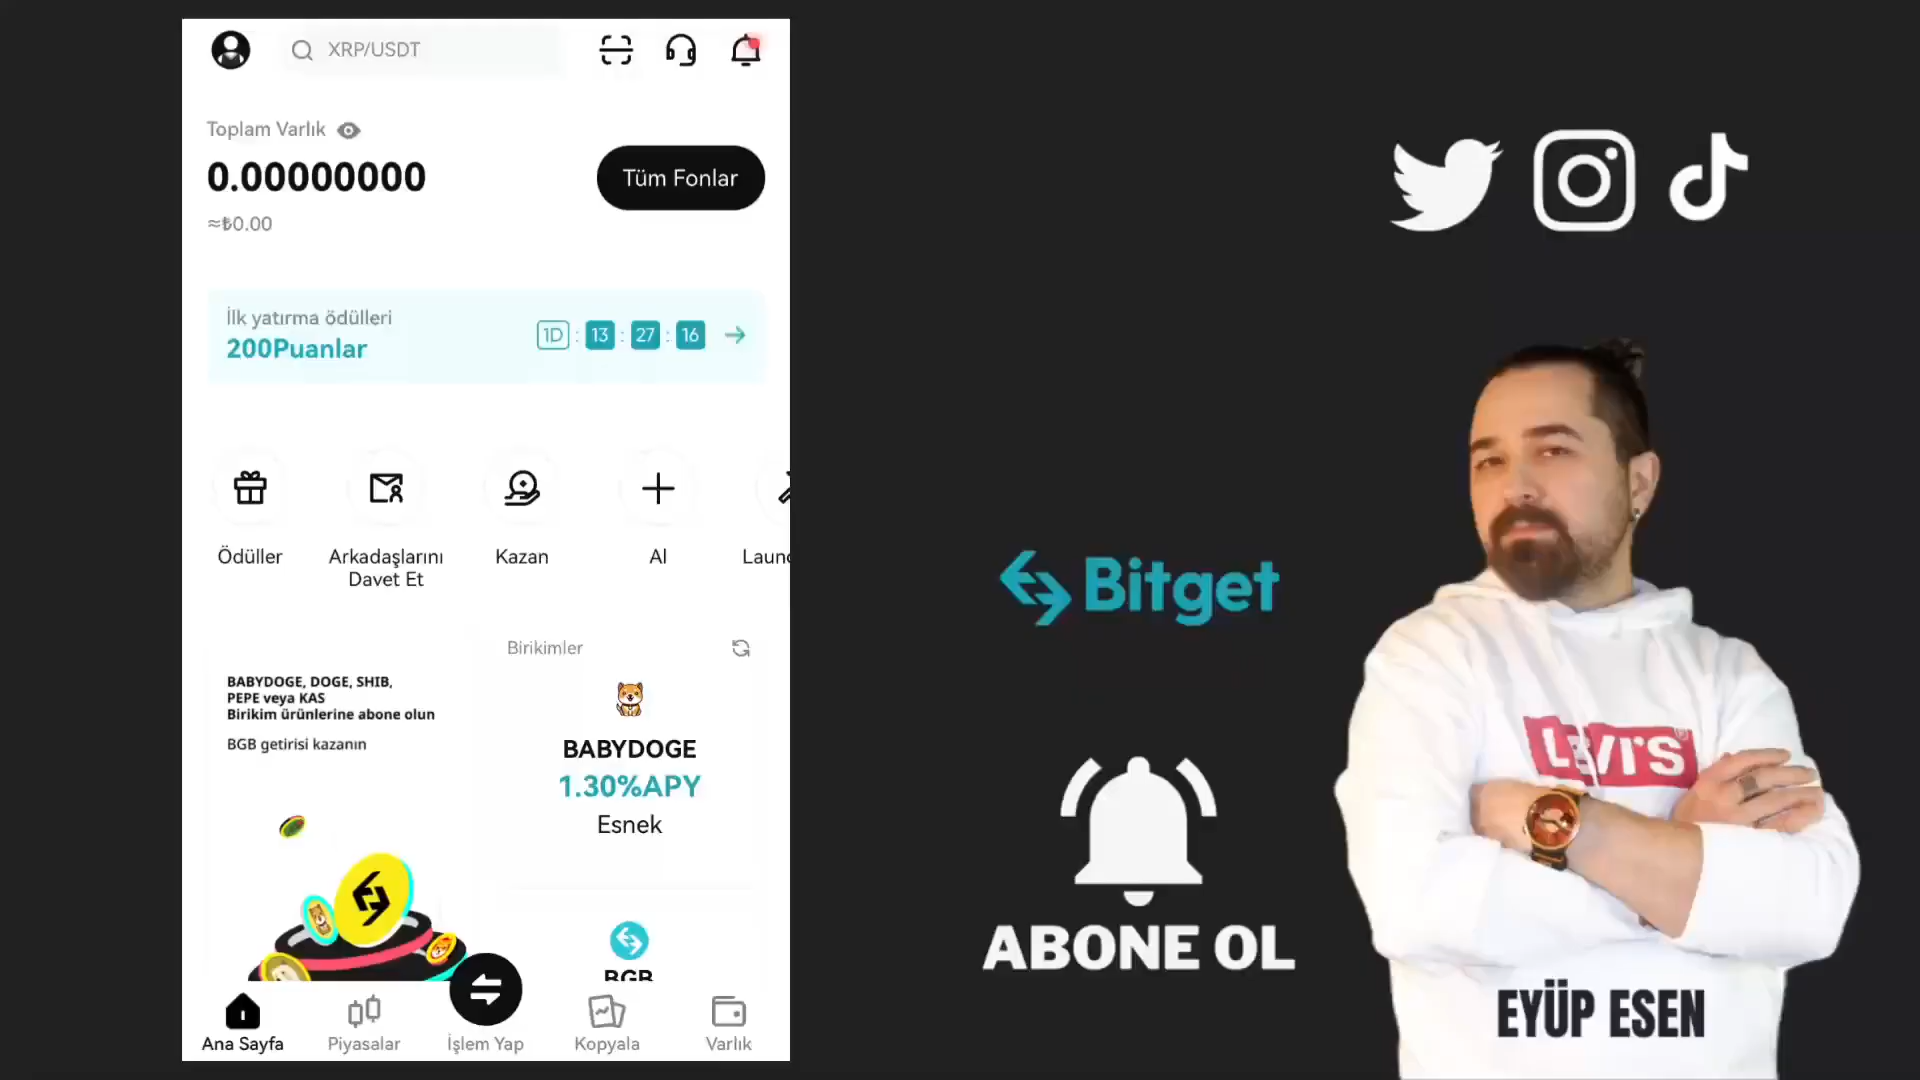 XRP/USDT
Toplam Varlık
0.00000000
≈₺0.00
Tüm Fonlar
İlk yatırma ödülleri
200Puanlar
1D : 13 : 27 : 16
Ödüller
Arkadaşlarını
Davet Et
Kazan
Al
Laun
BABYDOGE, DOGE, SHIB,
PEPE veya KAS
Birikim ürünlerine abone olun
BGB getirisi kazanın
Birikimler
BABYDOGE
1.30%APY
Esnek
BGB
Ana Sayfa
Piyasalar
İşlem Yap
Kopyala
Varlık
Bitget
ABONE OL
LEVI'S
EYÜP ESEN